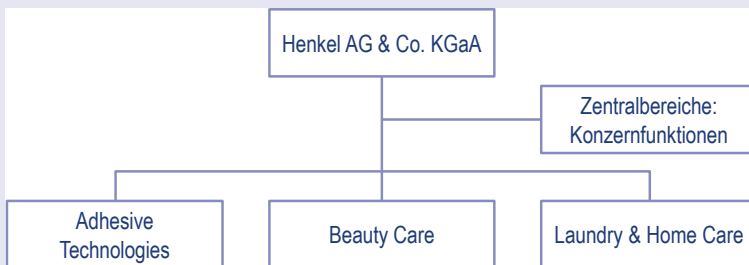 Henkel AG & Co. KGaA
Zentralbereiche:
Konzernfunktionen
Adhesive
Technologies
Beauty Care
Laundry & Home Care